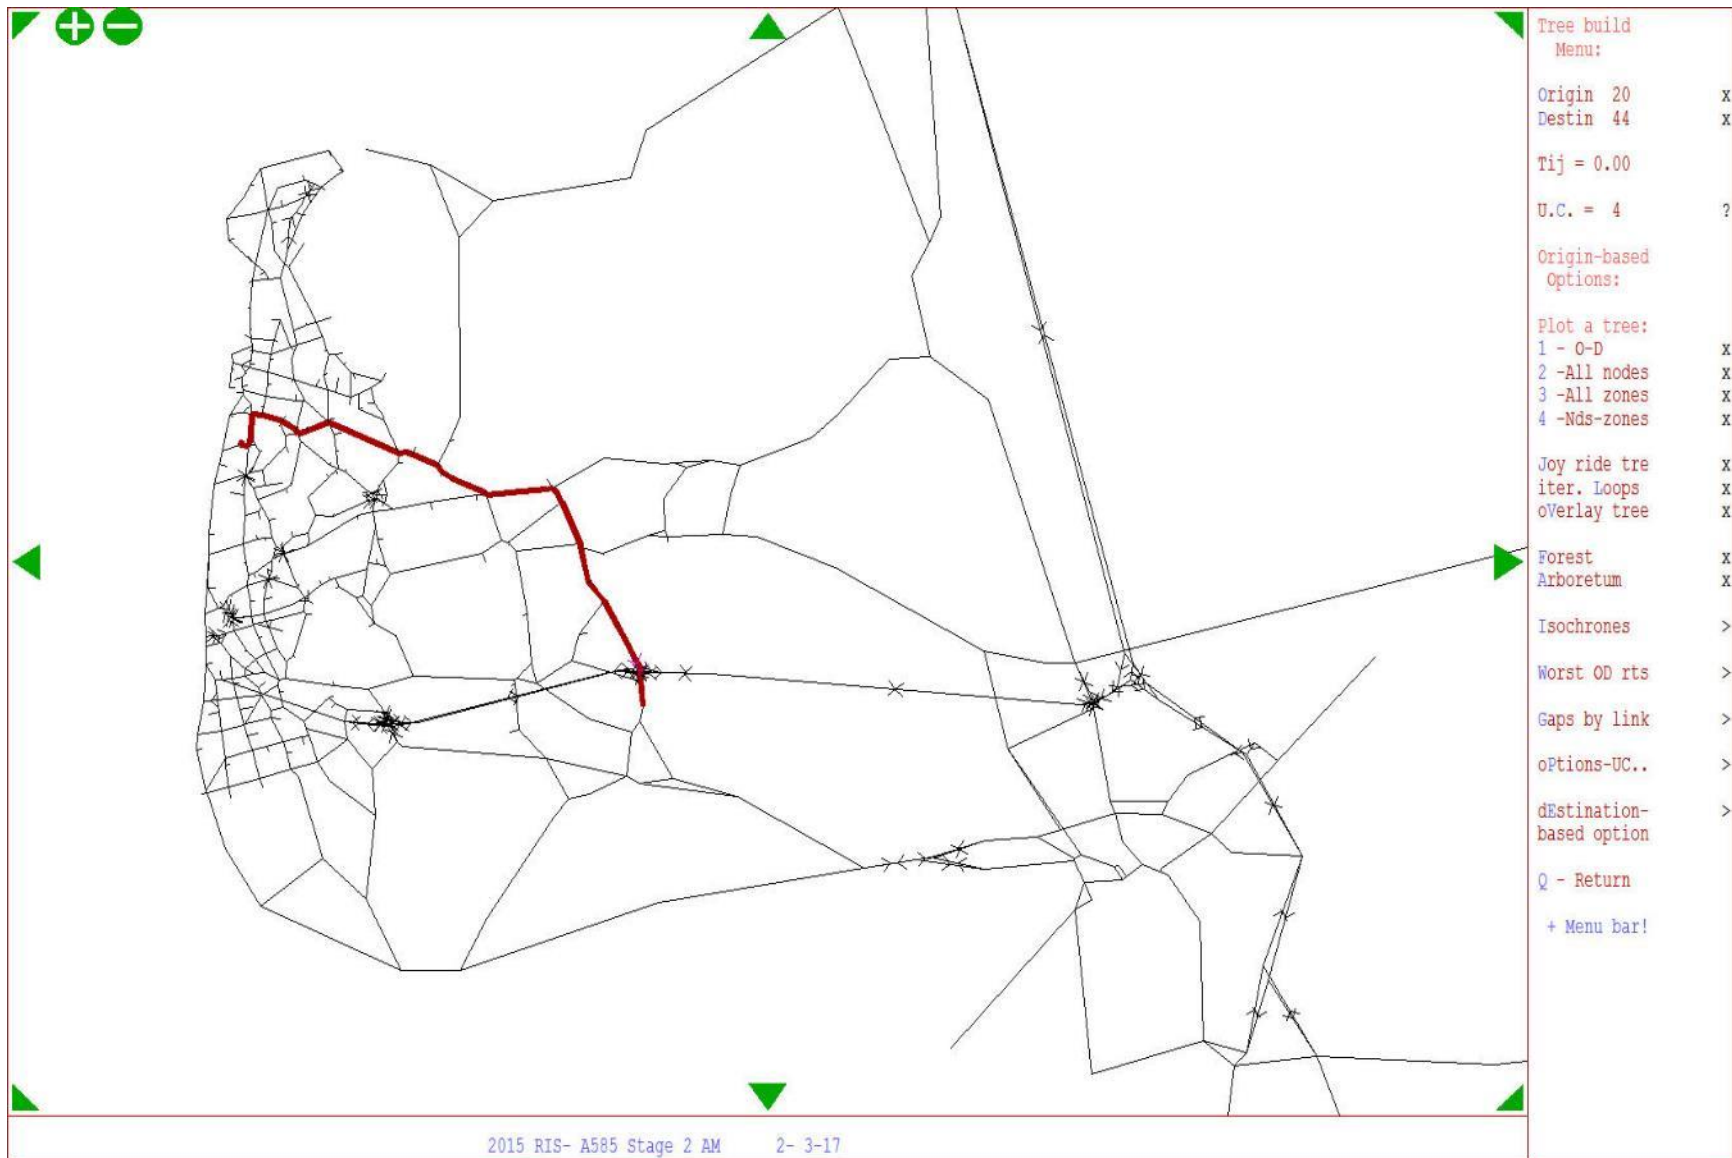 Tree build
Menu:
Origin 20 x
Destin 44 x
Tij = 0.00
U.C. = 4 ?
Origin-based
Options:
Plot a tree:
1 - O-D x
2 -All nodes x
3 -All zones x
4 -Nds-zones x
Joy ride tre x
iter. Loops x
oVerlay tree x
Forest x
Arboretum x
Isochrones >
Worst OD rts >
Gaps by link >
oPtions-UC.. >
dEstination- >
based option
Q - Return
+ Menu bar!
2015 RIS- A585 Stage 2 AM 2- 3-17